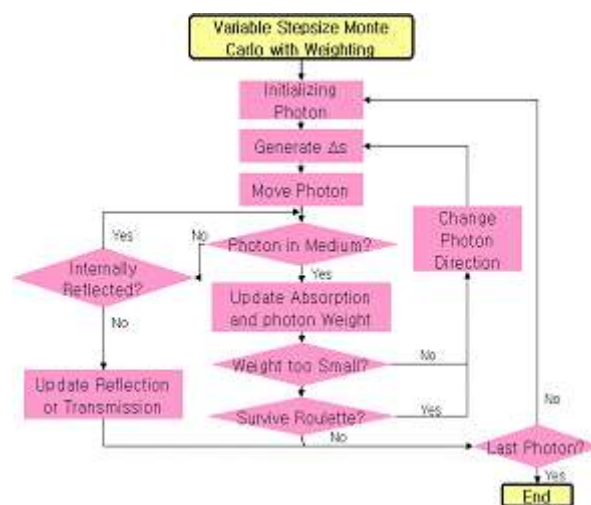 Variable Stepsize Monte
Carlo with Weighting
Initializing
Photon
Generate Δs
Move Photon
Photon in Medium?
No
Yes
Yes
Internally
Reflected?
No
Change
Photon
Direction
Update Absorption
and photon Weight
Weight too Small?
No
Update Reflection
or Transmission
Survive Roulette?
Yes
No
Last Photon?
No
Yes
End